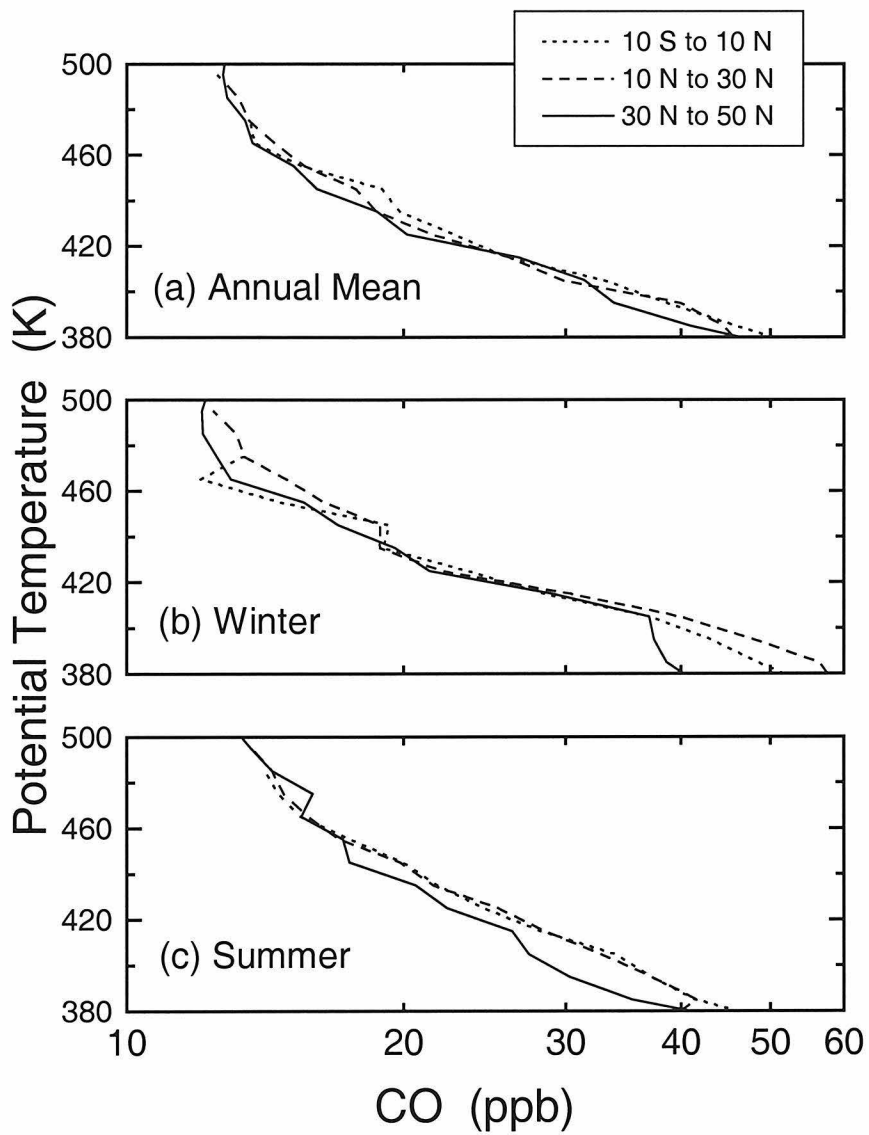 10 S to 10 N
10 N to 30 N
30 N to 50 N
500
460
420
380
(a) Annual Mean
500
460
420
380
(b) Winter
500
460
420
380
(c) Summer
10 20 30 40 50 60
CO (ppb)
Potential Temperature (K)